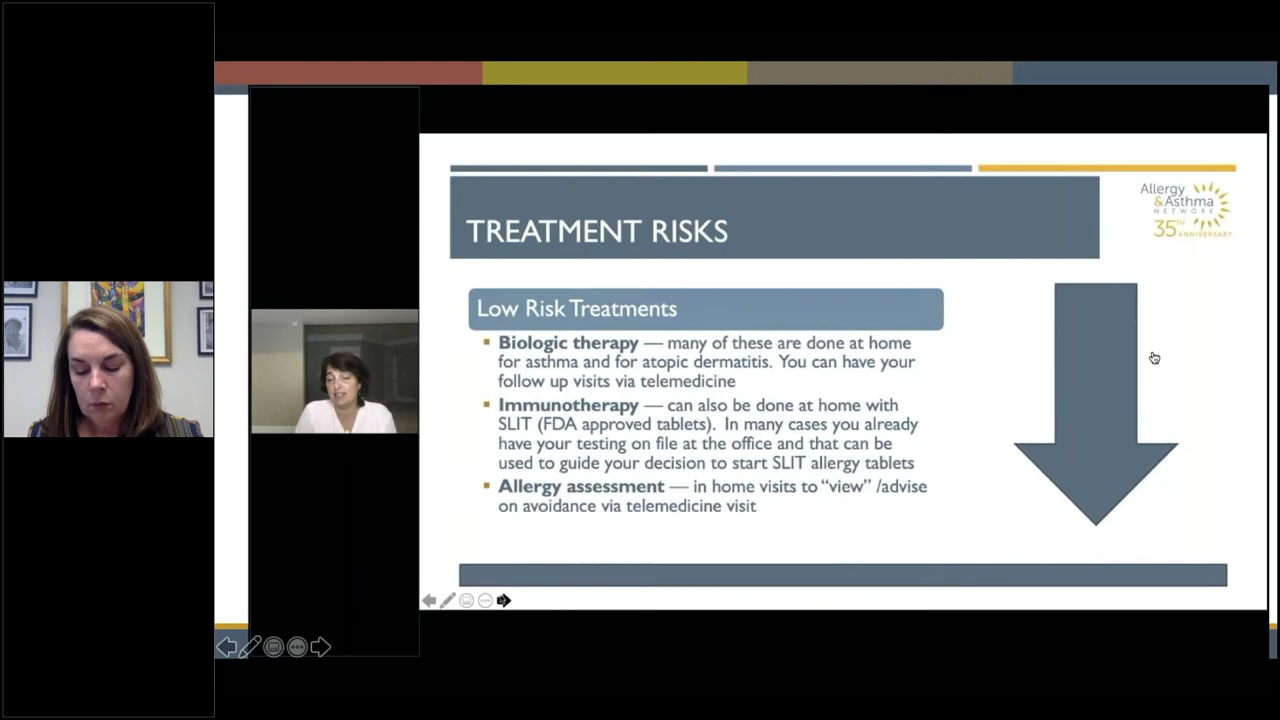 TREATMENT RISKS
Allergy
&Asthma
NETWORK
35TH ANNIVERSARY
Low Risk Treatments
Biologic therapy — many of these are done at home
for asthma and for atopic dermatitis. You can have your
follow up visits via telemedicine
Immunotherapy — can also be done at home with
SLIT (FDA approved tablets). In many cases you already
have your testing on file at the office and that can be
used to guide your decision to start SLIT allergy tablets
Allergy assessment — in home visits to “view” /advise
on avoidance via telemedicine visit